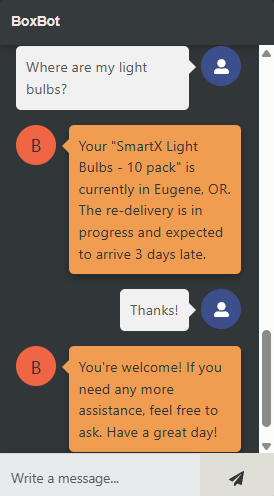 BoxBot
Where are my light
bulbs?
B
Your "SmartX Light
Bulbs - 10 pack" is
currently in Eugene, OR.
The re-delivery is in
progress and expected
to arrive 3 days late.
Thanks!
B
You're welcome! If you
need any more
assistance, feel free to
ask. Have a great day!
Write a message...